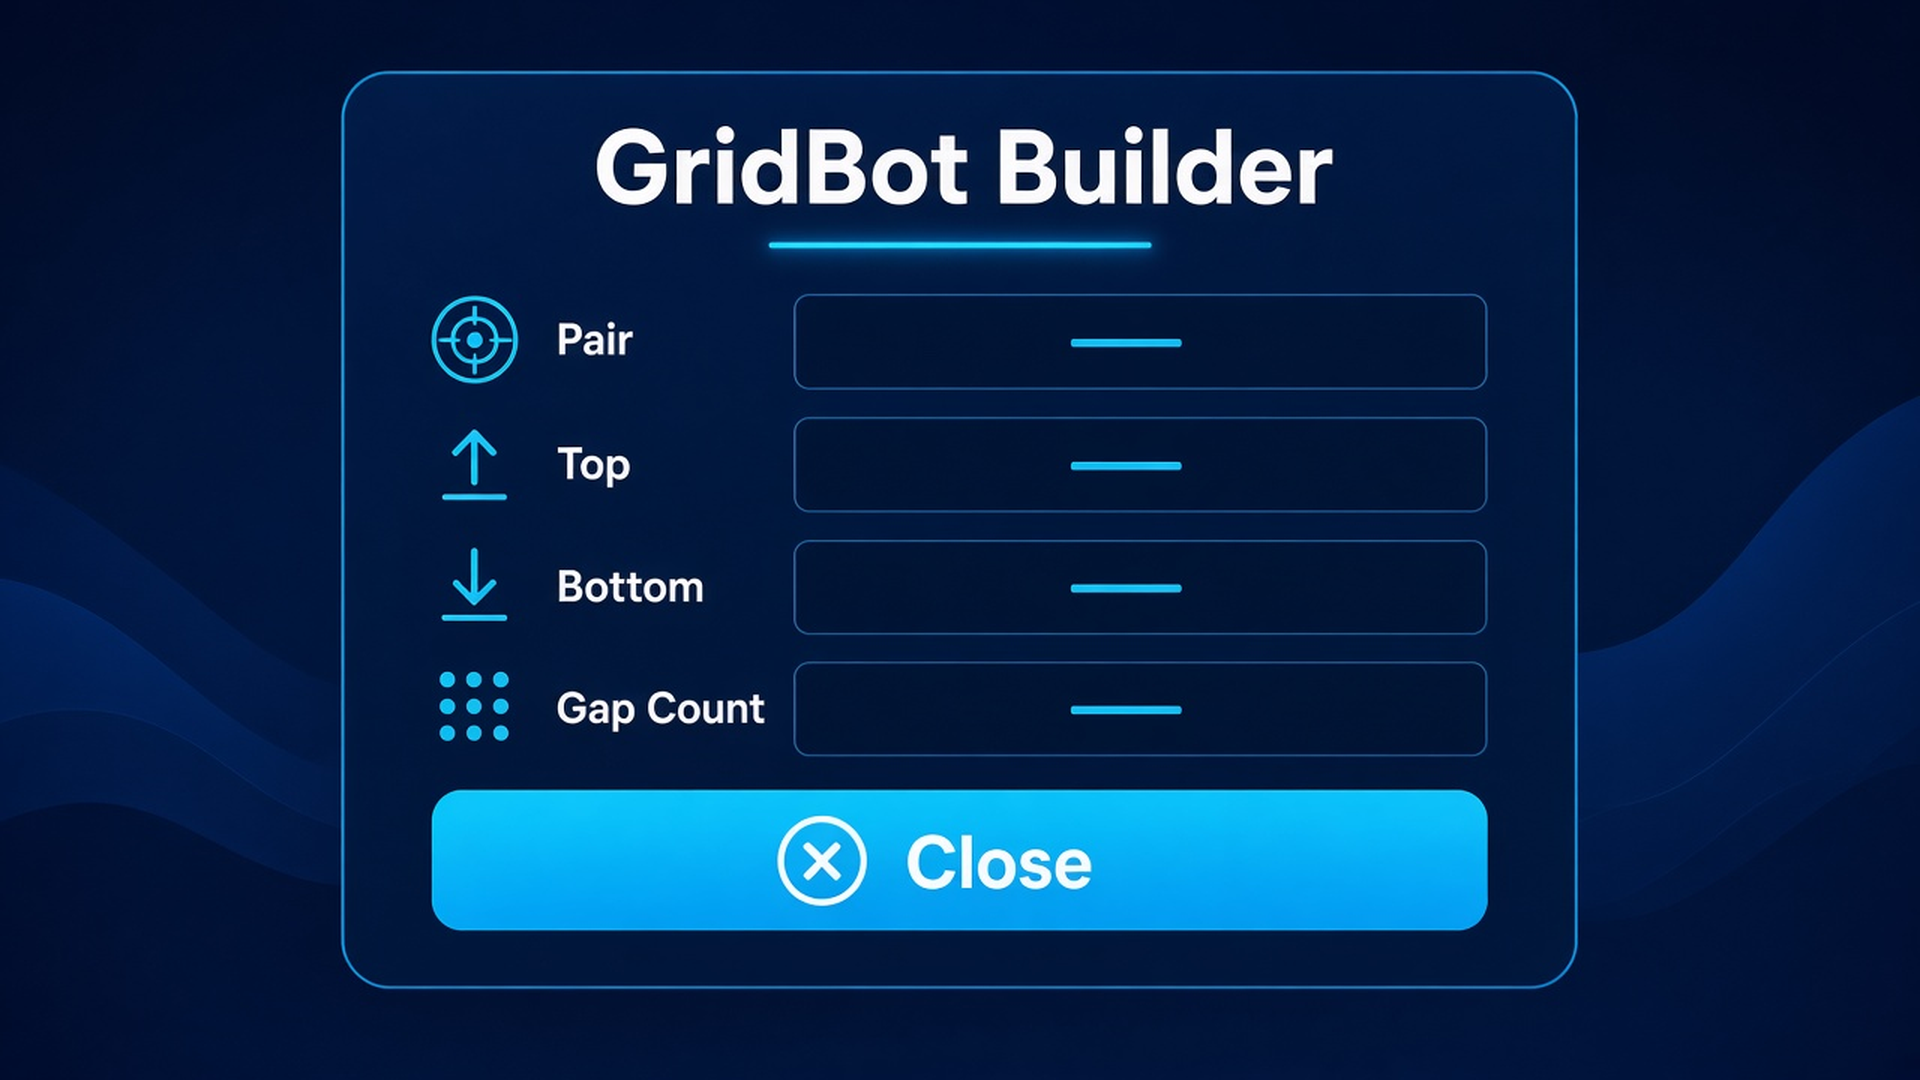 GridBot Builder
Pair
Top
Bottom
Gap Count
Close